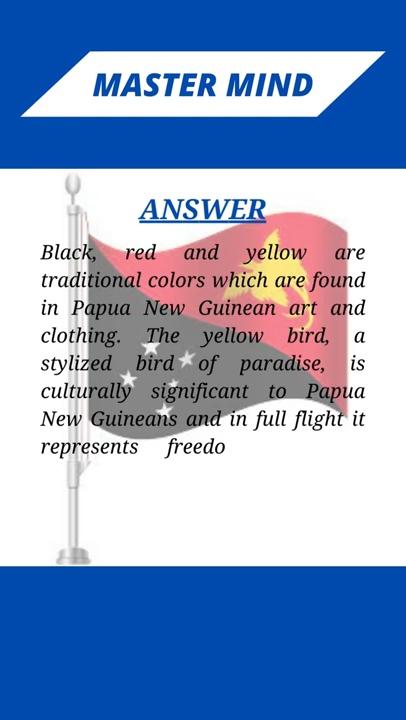 MASTER MIND
ANSWER
Black, red and yellow are
traditional colors which are found
in Papua New Guinean art and
clothing. The yellow bird, a
stylized bird of paradise, is
culturally significant to Papua
New Guineans and in full flight it
represents freedo